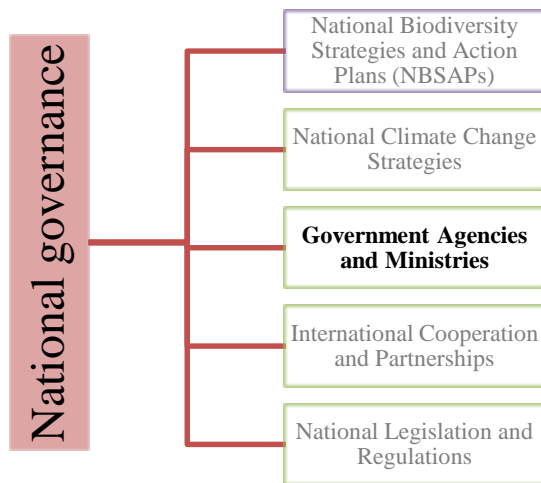 National governance
National Biodiversity
Strategies and Action
Plans (NBSAPs)
National Climate Change
Strategies
Government Agencies
and Ministries
International Cooperation
and Partnerships
National Legislation and
Regulations